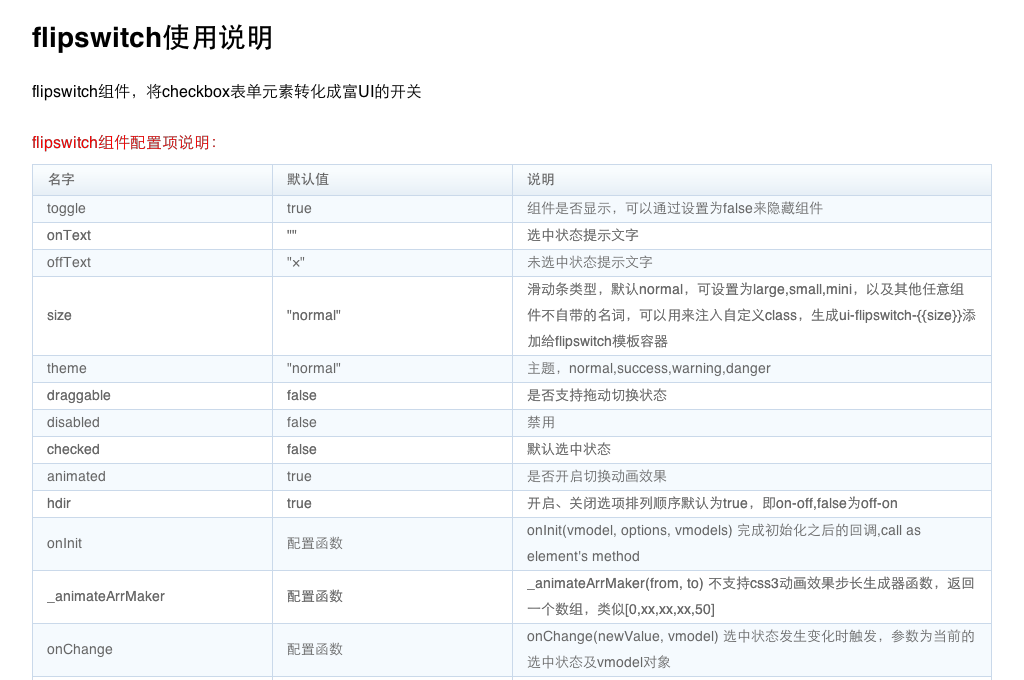 flipswitch使用说明
flipswitch组件，将checkbox表单元素转化成富UI的开关
flipswitch组件配置项说明：
名字 默认值 说明
toggle true 组件是否显示，可以通过设置为false来隐藏组件
onText "" 选中状态提示文字
offText "×" 未选中状态提示文字
size "normal" 滑动条类型，默认normal，可设置为large,small,mini，以及其他任意组
件不自带的名词，可以用来注入自定义class，生成ui-flipswitch-{{size}}添
加给flipswitch模板容器
theme "normal" 主题，normal,success,warning,danger
draggable false 是否支持拖动切换状态
disabled false 禁用
checked false 默认选中状态
animated true 是否开启切换动画效果
hdir true 开启、关闭选项排列顺序默认为true，即on-off,false为off-on
onInit 配置函数 onInit(vmodel, options, vmodels) 完成初始化之后的回调,call as
element's method
_animateArrMaker 配置函数 _animateArrMaker(from, to) 不支持css3动画效果步长生成器函数，返回
一个数组，类似[0,xx,xx,xx,50]
onChange 配置函数 onChange(newValue, vmodel) 选中状态发生变化时触发，参数为当前的
选中状态及vmodel对象